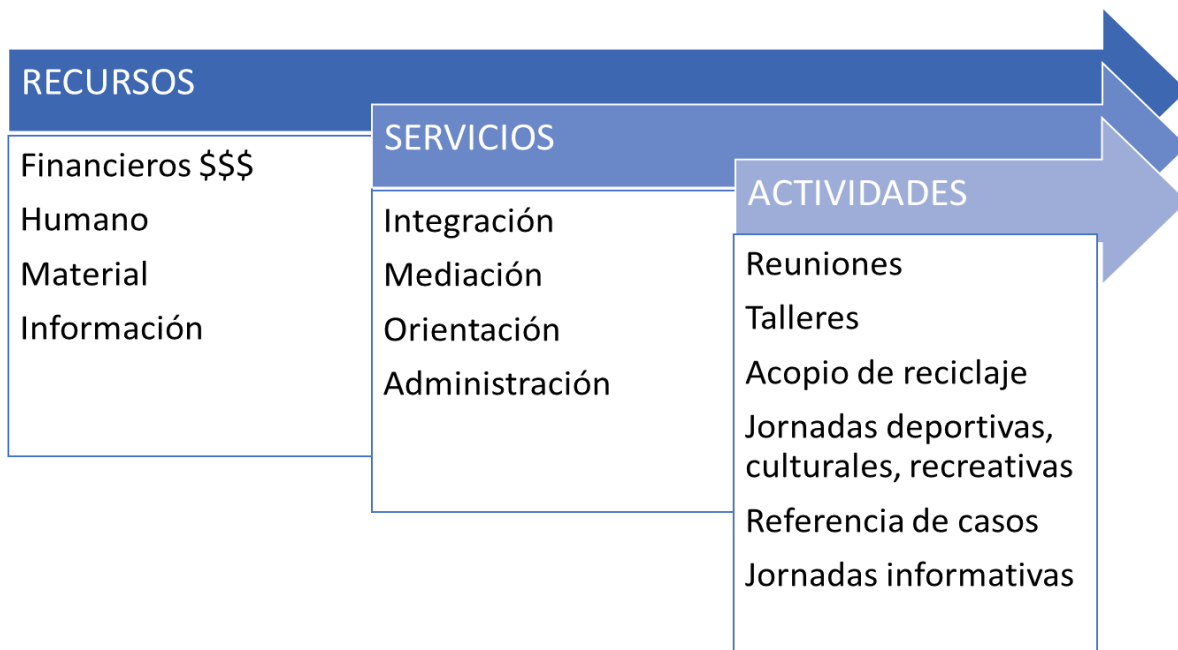 RECURSOS
Financieros $$$
Humano
Material
Información
SERVICIOS
Integración
Mediación
Orientación
Administración
ACTIVIDADES
Reuniones
Talleres
Acopio de reciclaje
Jornadas deportivas,
culturales, recreativas
Referencia de casos
Jornadas informativas